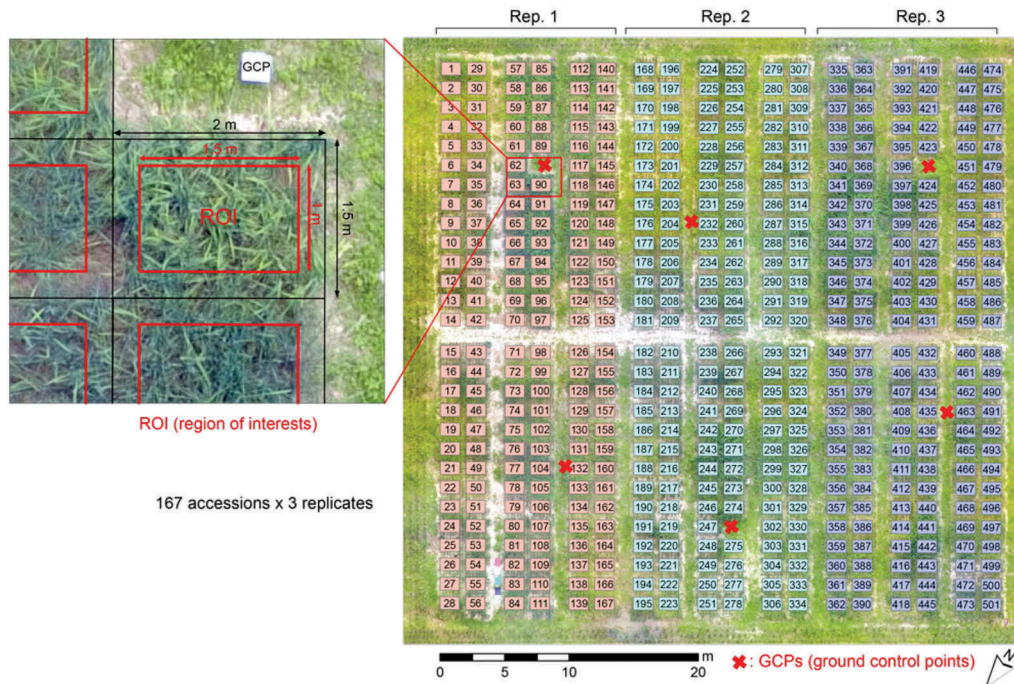 Rep. 1 Rep. 2 Rep. 3
GCP
2 m
1.5 m
ROI
1 m
1.5 m
ROI (region of interests)
167 accessions x 3 replicates
1 29 57 85 112 140 168 196 224 252 279 307 335 363 391 419 446 474
2 30 58 86 113 141 169 197 225 253 280 308 336 364 392 420 447 475
3 31 59 87 114 142 170 198 226 254 281 309 337 365 393 421 448 476
4 32 60 88 115 143 171 199 227 255 282 310 338 366 394 422 449 477
5 33 61 89 116 144 172 200 228 256 283 311 339 367 395 423 450 478
6 34 62 117 145 173 201 229 257 284 312 340 368 396 451 479
7 35 63 90 118 146 174 202 230 258 285 313 341 369 397 424 452 480
8 36 64 91 119 147 175 203 231 259 286 314 342 370 398 425 453 481
9 37 65 92 120 148 176 204 232 260 287 315 343 371 399 426 454 482
10 38 66 93 121 149 177 205 233 261 288 316 344 372 400 427 455 483
11 39 67 94 122 150 178 206 234 262 289 317 345 373 401 428 456 484
12 40 68 95 123 151 179 207 235 263 290 318 346 374 402 429 457 485
13 41 69 96 124 152 180 208 236 264 291 319 347 375 403 430 458 486
14 42 70 97 125 153 181 209 237 265 292 320 348 376 404 431 459 487
15 43 71 98 126 154 182 210 238 266 293 321 349 377 405 432 460 488
16 44 72 99 127 155 183 211 239 267 294 322 350 378 406 433 461 489
17 45 73 100 128 156 184 212 240 268 295 323 351 379 407 434 462 490
18 46 74 101 129 157 185 213 241 269 296 324 352 380 408 435 463 491
19 47 75 102 130 158 186 214 242 270 297 325 353 381 409 436 464 492
20 48 76 103 131 159 187 215 243 271 298 326 354 382 410 437 465 493
21 49 77 104 132 160 188 216 244 272 299 327 355 383 411 438 466 494
22 50 78 105 133 161 189 217 245 273 300 328 356 384 412 439 467 495
23 51 79 106 134 162 190 218 246 274 301 329 357 385 413 440 468 496
24 52 80 107 135 163 191 219 247 302 330 358 386 414 441 469 497
25 53 81 108 136 164 192 220 248 275 303 331 359 387 415 442 470 498
26 54 82 109 137 165 193 221 249 276 304 332 360 388 416 443 471 499
27 55 83 110 138 166 194 222 250 277 305 333 361 389 417 444 472 500
28 56 84 111 139 167 195 223 251 278 306 334 362 390 418 445 473 501
m
0 5 10 20
: GCPs (ground control points)
N